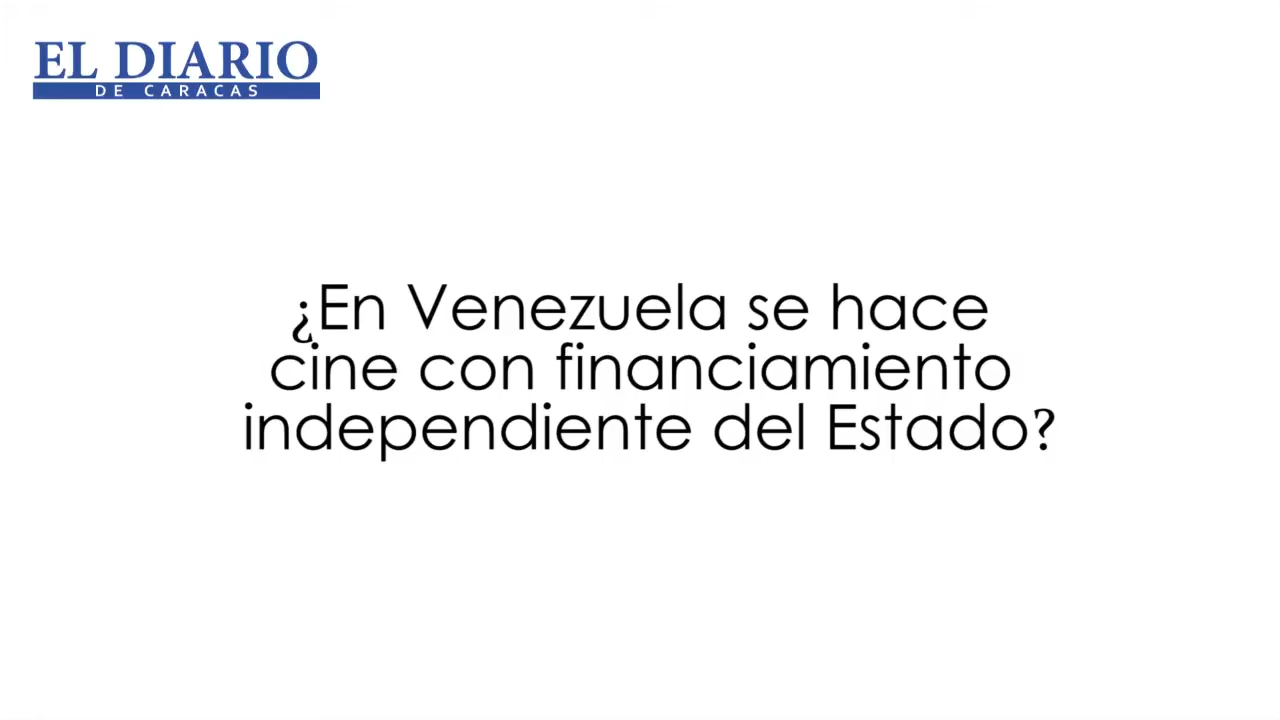 EL DIARIO
DE CARACAS
¿En Venezuela se hace
cine con financiamiento
independiente del Estado?